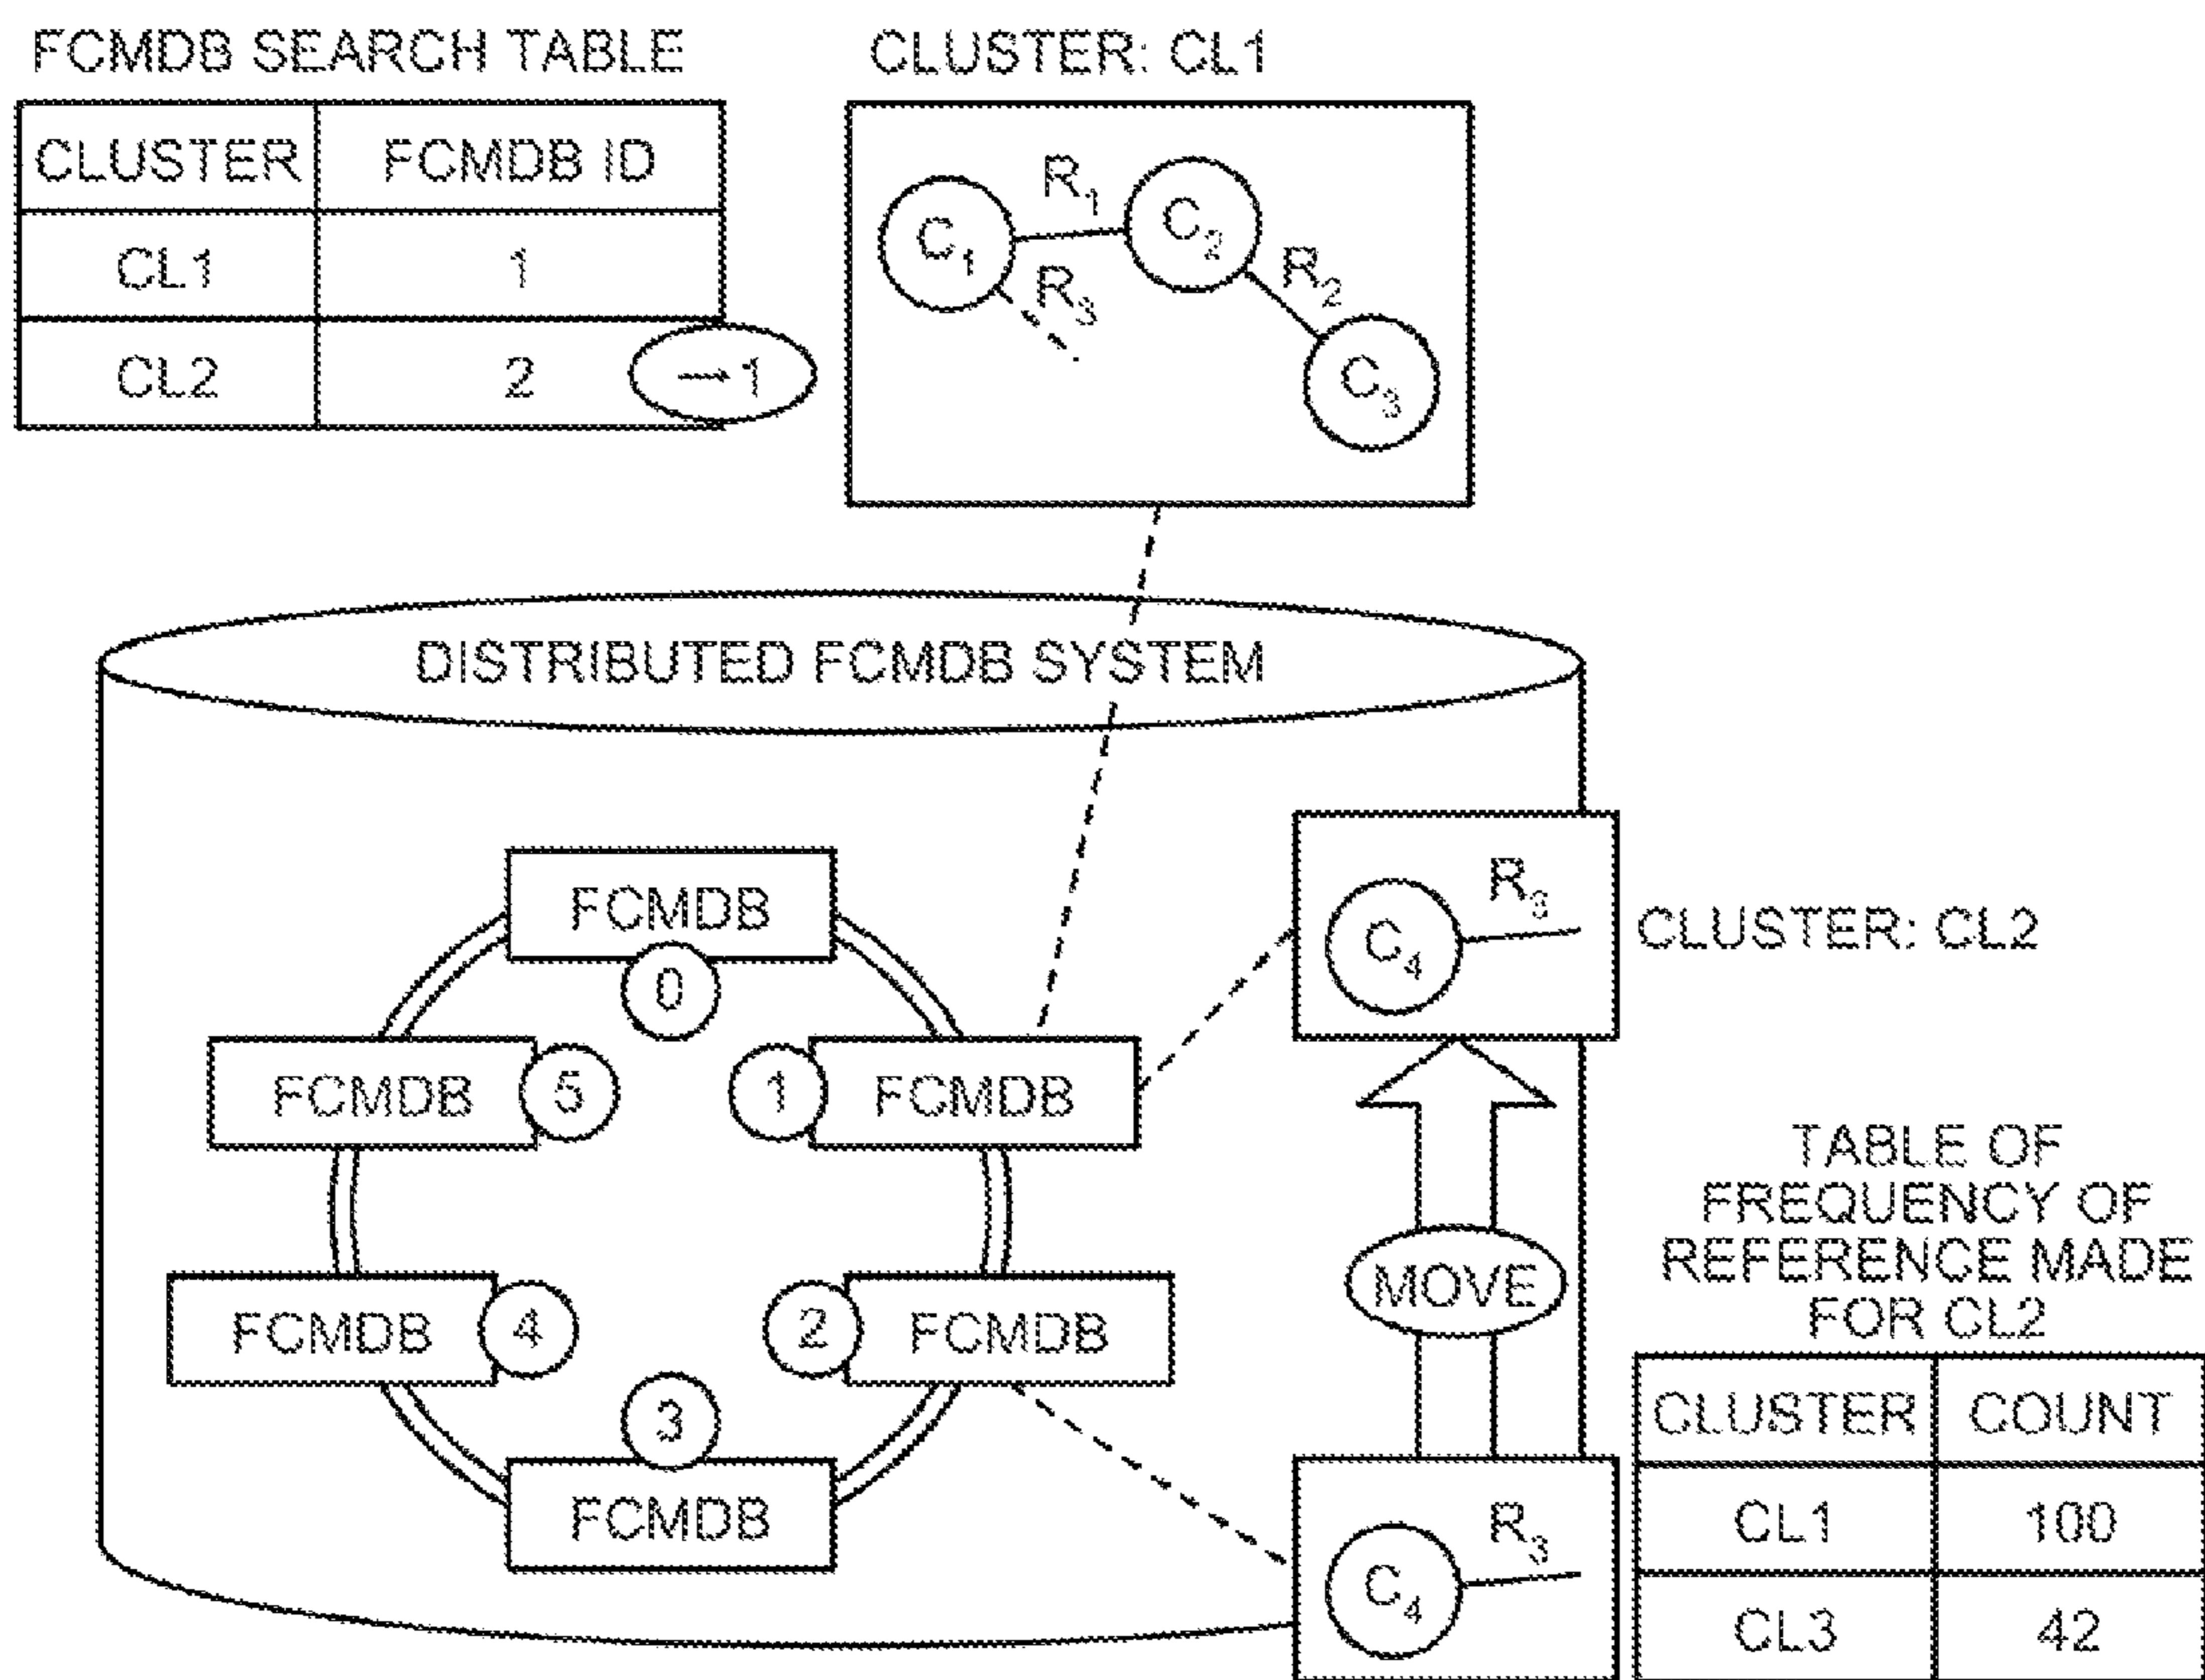 FCMDB SEARCH TABLE
CLUSTER FCMDB ID
CL1 1
CL2 2 →1
CLUSTER: CL1
C₁ R₁ C₂
R₃ R₂
C₃
DISTRIBUTED FCMDB SYSTEM
FCMDB
0
FCMDB 5
1 FCMDB
FCMDB 4
2 FCMDB
3
FCMDB
C₄ R₃
CLUSTER: CL2
MOVE
C₄ R₃
TABLE OF
FREQUENCY OF
REFERENCE MADE
FOR CL2
CLUSTER COUNT
CL1 100
CL3 42